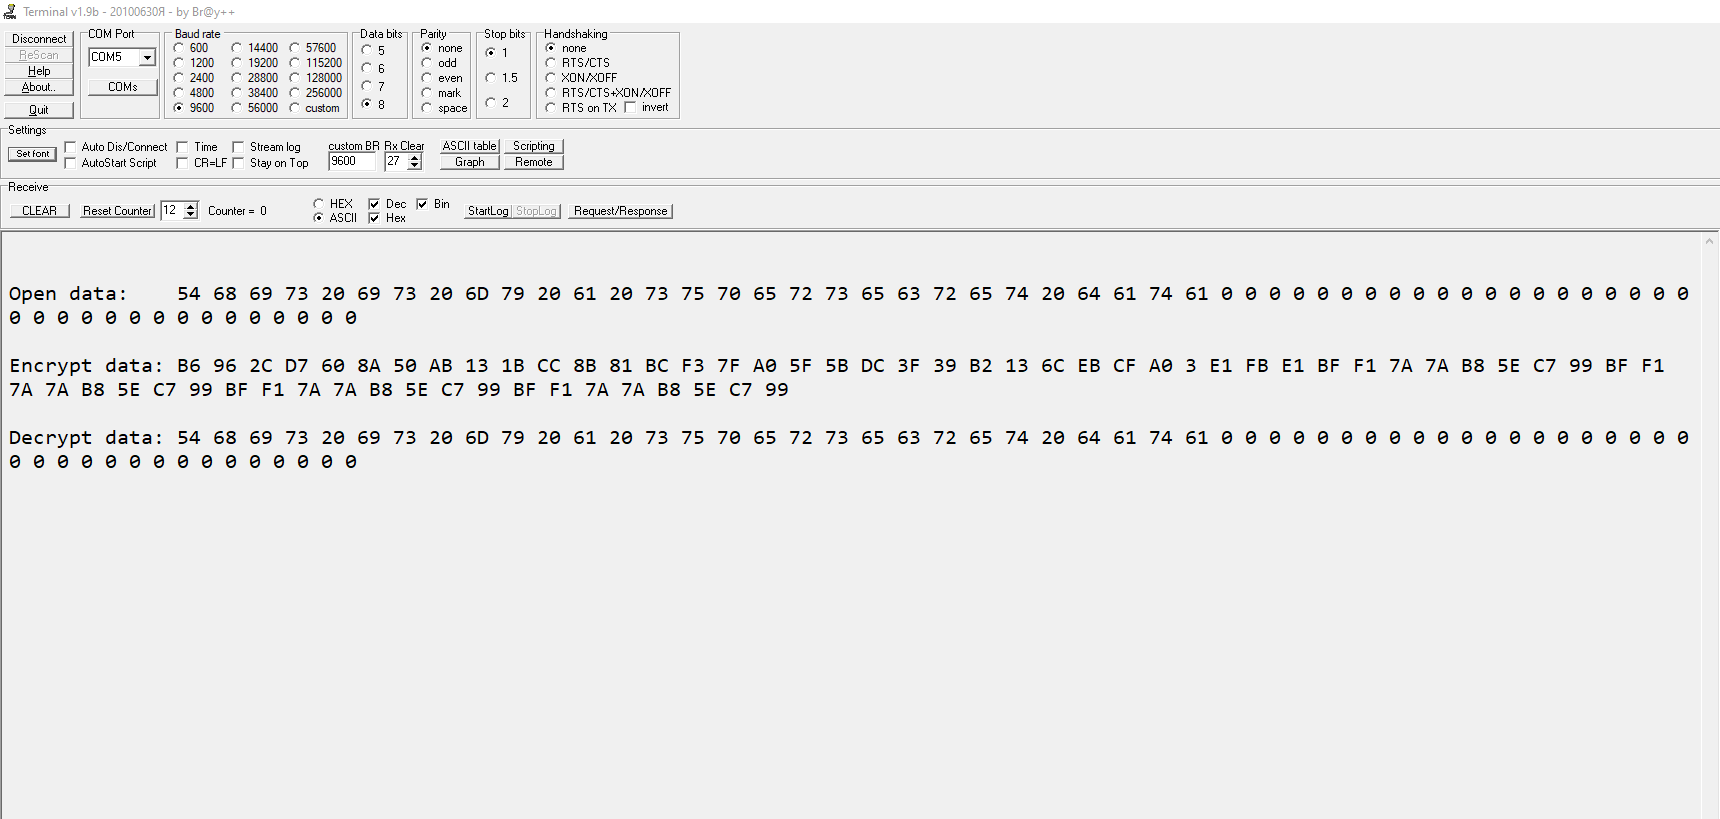 Terminal v1.9b - 20100630Я - by Br@y++
Disconnect
ReScan
Help
About..
Quit
COM Port
COM5
COMs
Baud rate
600 14400 57600
1200 19200 115200
2400 28800 128000
4800 38400 256000
9600 56000 custom
Data bits
5
6
7
8
Parity
none
odd
even
mark
space
Stop bits
1
1.5
2
Handshaking
none
RTS/CTS
XON/XOFF
RTS/CTS+XON/XOFF
RTS on TX invert
Settings
Set font
Auto Dis/Connect Time Stream log
AutoStart Script CR=LF Stay on Top
custom BR Rx Clear
9600 27
ASCII table Scripting
Graph Remote
Receive
CLEAR Reset Counter 12 Counter = 0
HEX Dec Bin
ASCII Hex
StartLog StopLog Request/Response
Open data: 54 68 69 73 20 69 73 20 6D 79 20 61 20 73 75 70 65 72 73 65 63 72 65 74 20 64 61 74 61 0 0 0 0 0 0 0 0 0 0 0 0 0 0 0 0 0 0 0 0
0 0 0 0 0 0 0 0 0 0 0 0 0 0 0
Encrypt data: B6 96 2C D7 60 8A 50 AB 13 1B CC 8B 81 BC F3 7F A0 5F 5B DC 3F 39 B2 13 6C EB CF A0 3 E1 FB E1 BF F1 7A 7A B8 5E C7 99 BF F1
7A 7A B8 5E C7 99 BF F1 7A 7A B8 5E C7 99 BF F1 7A 7A B8 5E C7 99
Decrypt data: 54 68 69 73 20 69 73 20 6D 79 20 61 20 73 75 70 65 72 73 65 63 72 65 74 20 64 61 74 61 0 0 0 0 0 0 0 0 0 0 0 0 0 0 0 0 0 0 0 0
0 0 0 0 0 0 0 0 0 0 0 0 0 0 0